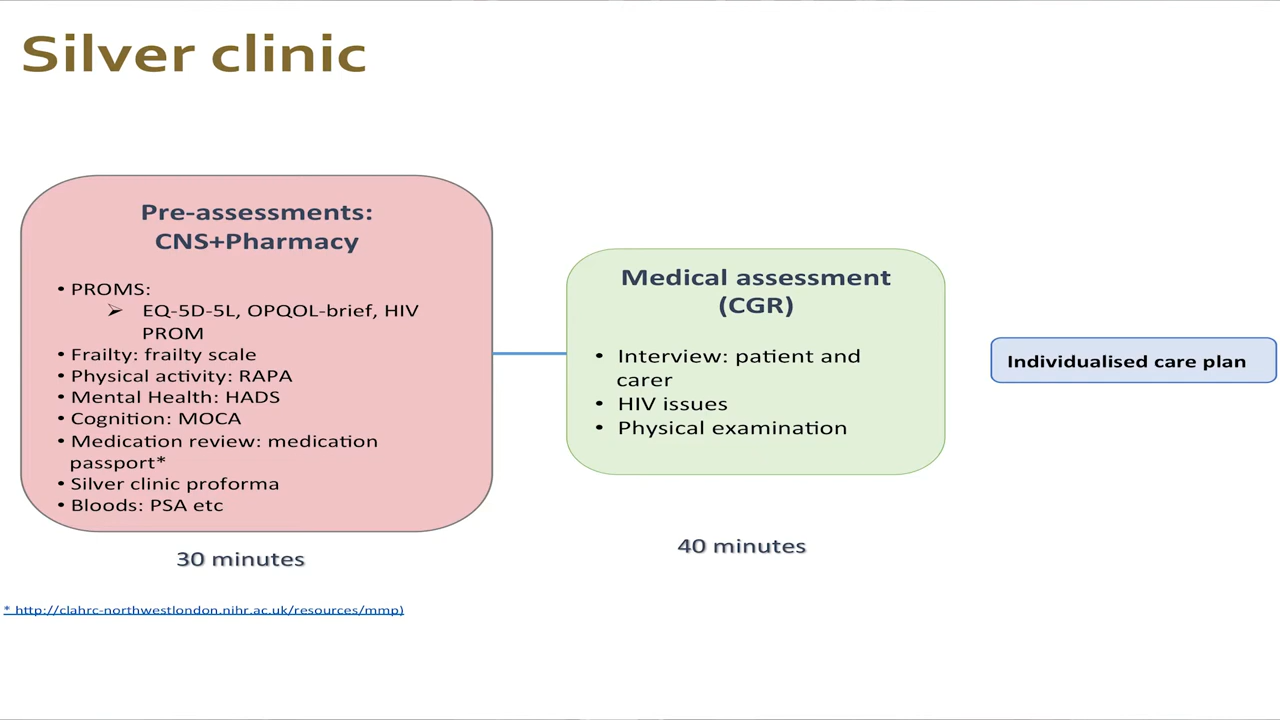 Silver clinic
Pre-assessments:
CNS+Pharmacy
• PROMS:
➢ EQ-5D-5L, OPQOL-brief, HIV
PROM
• Frailty: frailty scale
• Physical activity: RAPA
• Mental Health: HADS
• Cognition: MOCA
• Medication review: medication
passport*
• Silver clinic proforma
• Bloods: PSA etc
30 minutes
Medical assessment
(CGR)
• Interview: patient and
carer
• HIV issues
• Physical examination
40 minutes
Individualised care plan
* http://clahrc-northwestlondon.nihr.ac.uk/resources/mmp)